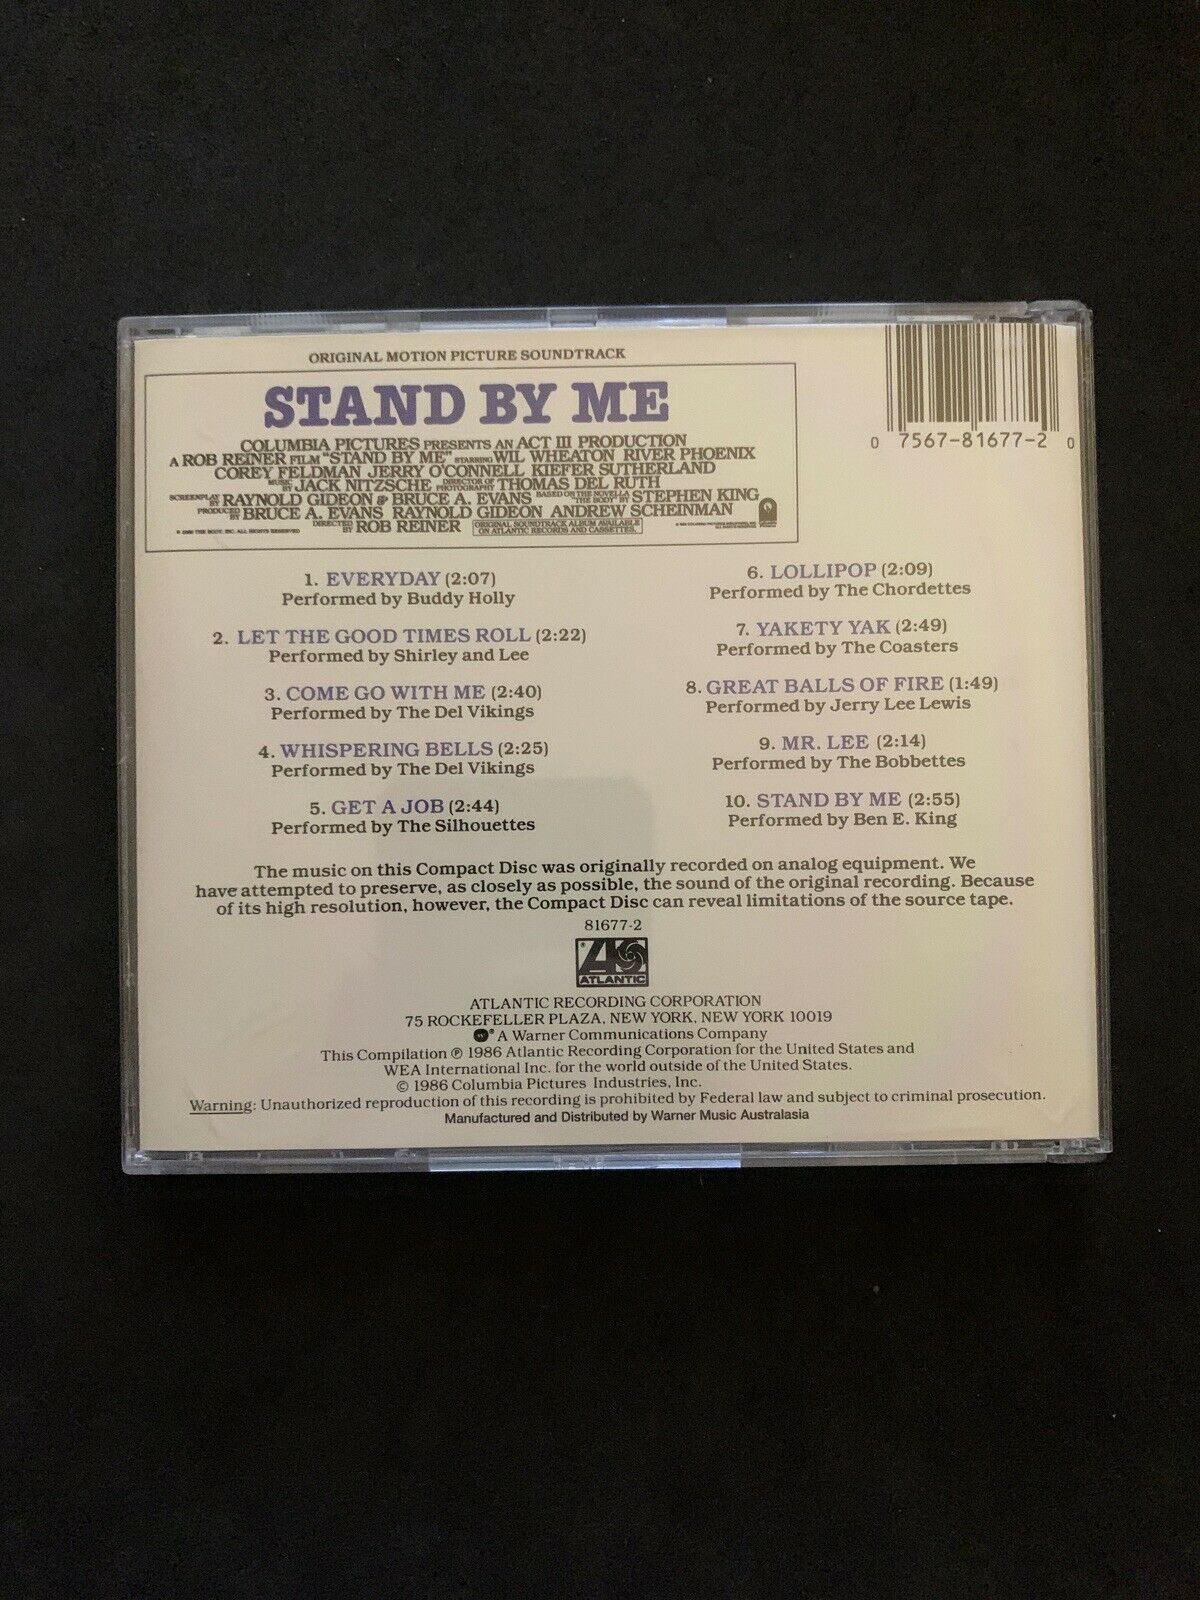 ORIGINAL MOTION PICTURE SOUNDTRACK
STAND BY ME
COLUMBIA PICTURES PRESENTS AN ACT III PRODUCTION
A ROB REINER FILM "STAND BY ME" STARRING WIL WHEATON RIVER PHOENIX
COREY FELDMAN JERRY O'CONNELL KIEFER SUTHERLAND
MUSIC BY JACK NITZSCHE DIRECTOR OF PHOTOGRAPHY THOMAS DEL RUTH
SCREENPLAY BY RAYNOLD GIDEON & BRUCE A. EVANS BASED ON THE NOVELLA "THE BODY" BY STEPHEN KING
PRODUCED BY BRUCE A. EVANS RAYNOLD GIDEON ANDREW SCHEINMAN
DIRECTED BY ROB REINER
ORIGINAL SOUNDTRACK ALBUM AVAILABLE
ON ATLANTIC RECORDS AND CASSETTES.
0 7567-81677-2 0
1. EVERYDAY (2:07)
Performed by Buddy Holly
2. LET THE GOOD TIMES ROLL (2:22)
Performed by Shirley and Lee
3. COME GO WITH ME (2:40)
Performed by The Del Vikings
4. WHISPERING BELLS (2:25)
Performed by The Del Vikings
5. GET A JOB (2:44)
Performed by The Silhouettes
6. LOLLIPOP (2:09)
Performed by The Chordettes
7. YAKETY YAK (2:49)
Performed by The Coasters
8. GREAT BALLS OF FIRE (1:49)
Performed by Jerry Lee Lewis
9. MR. LEE (2:14)
Performed by The Bobbettes
10. STAND BY ME (2:55)
Performed by Ben E. King
The music on this Compact Disc was originally recorded on analog equipment. We
have attempted to preserve, as closely as possible, the sound of the original recording. Because
of its high resolution, however, the Compact Disc can reveal limitations of the source tape.
81677-2
ATLANTIC
ATLANTIC RECORDING CORPORATION
75 ROCKEFELLER PLAZA, NEW YORK, NEW YORK 10019
® A Warner Communications Company
This Compilation ℗ 1986 Atlantic Recording Corporation for the United States and
WEA International Inc. for the world outside of the United States.
© 1986 Columbia Pictures Industries, Inc.
Warning: Unauthorized reproduction of this recording is prohibited by Federal law and subject to criminal prosecution.
Manufactured and Distributed by Warner Music Australasia